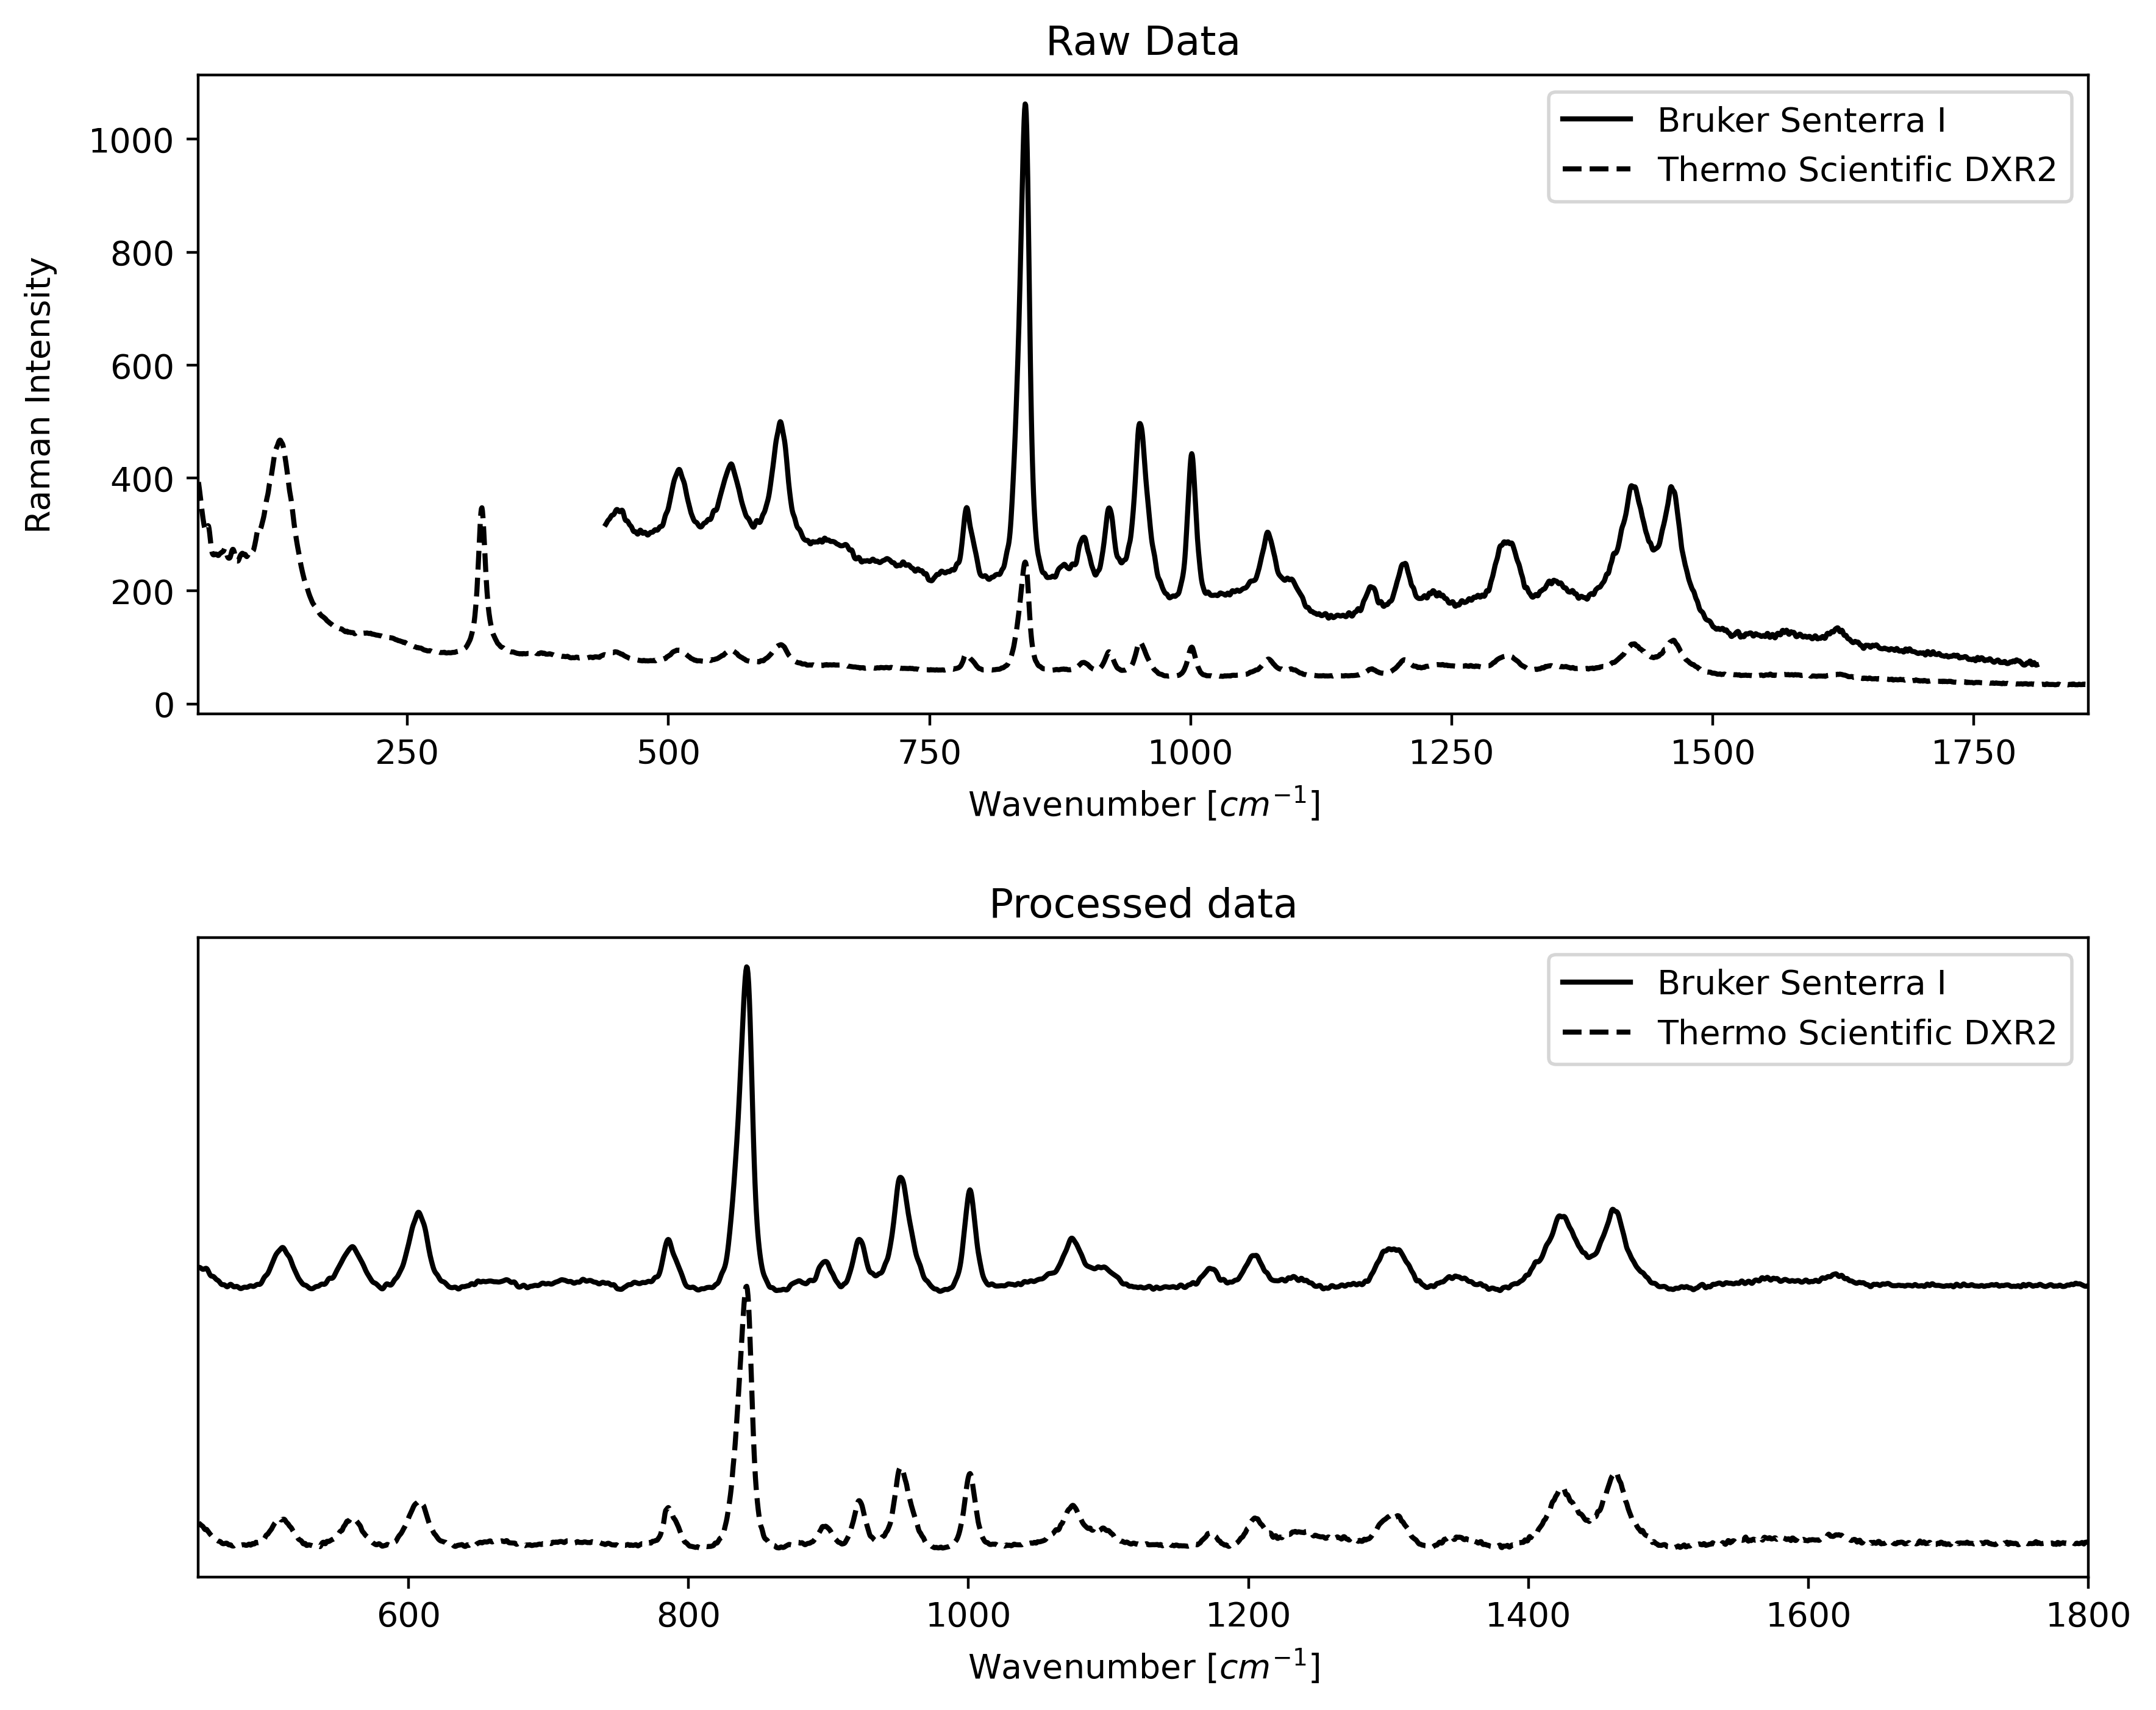 Raw Data
Bruker Senterra I
Thermo Scientific DXR2
1000
800
600
400
200
0
Raman Intensity
250 500 750 1000 1250 1500 1750
Wavenumber [cm⁻¹]
Processed data
Bruker Senterra I
Thermo Scientific DXR2
600 800 1000 1200 1400 1600 1800
Wavenumber [cm⁻¹]